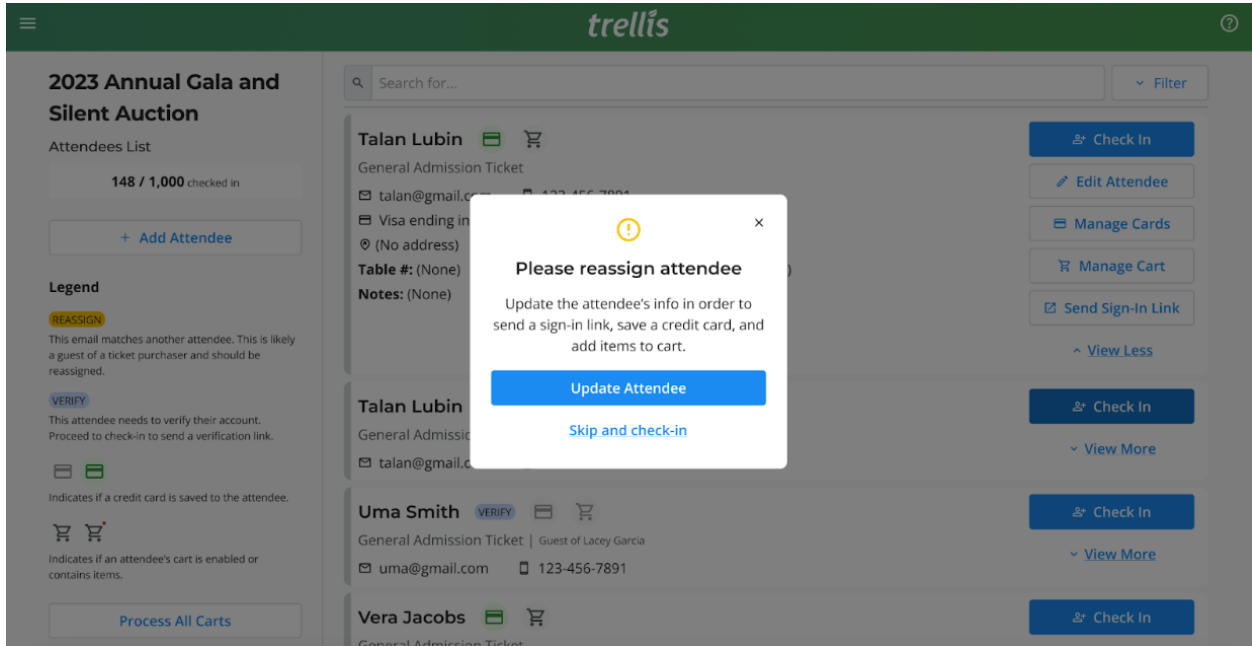 trellis
2023 Annual Gala and
Silent Auction
Attendees List
148 / 1,000 checked in
+ Add Attendee
Legend
REASSIGN
This email matches another attendee. This is likely
a guest of a ticket purchaser and should be
reassigned.
VERIFY
This attendee needs to verify their account.
Proceed to check-in to send a verification link.
Indicates if a credit card is saved to the attendee.
Indicates if an attendee's cart is enabled or
contains items.
Process All Carts
Search for...
Filter
Talan Lubin
General Admission Ticket
talan@gmail.com 123-456-7891
Visa ending in
(No address)
Table #: (None)
Notes: (None)
Check In
Edit Attendee
Manage Cards
Manage Cart
Send Sign-In Link
View Less
Please reassign attendee
Update the attendee's info in order to
send a sign-in link, save a credit card, and
add items to cart.
Update Attendee
Skip and check-in
Talan Lubin
General
talan@gmail.c
Check In
View More
Uma Smith VERIFY
General Admission Ticket | Guest of Lacey Garcia
uma@gmail.com 123-456-7891
Check In
View More
Vera Jacobs
General Admission Ticket
Check In